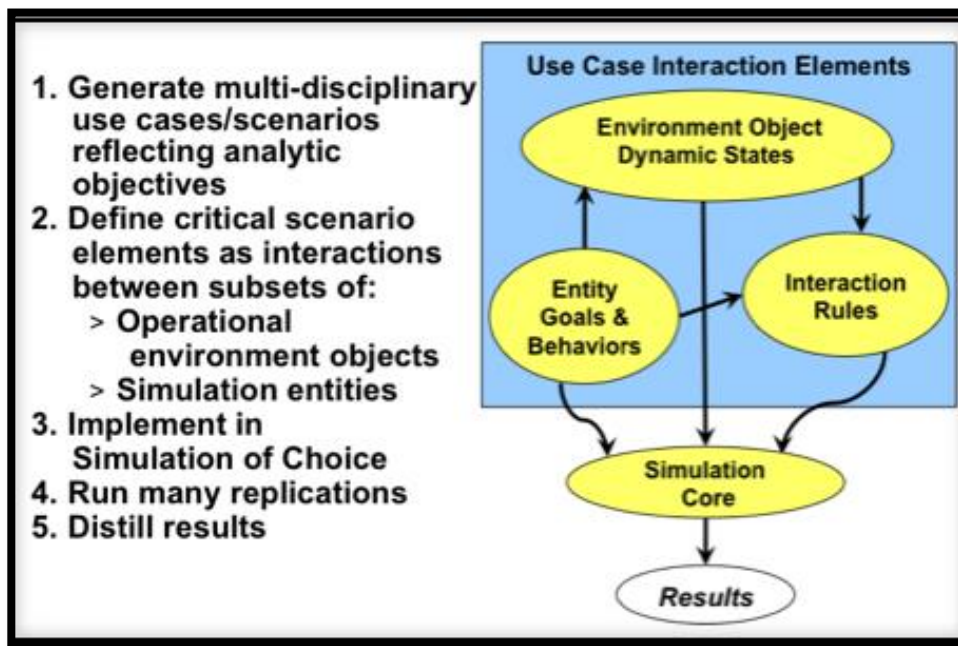 1. Generate multi-disciplinary
use cases/scenarios
reflecting analytic
objectives
2. Define critical scenario
elements as interactions
between subsets of:
> Operational
environment objects
> Simulation entities
3. Implement in
Simulation of Choice
4. Run many replications
5. Distill results
Use Case Interaction Elements
Environment Object
Dynamic States
Entity
Goals &
Behaviors
Interaction
Rules
Simulation
Core
Results